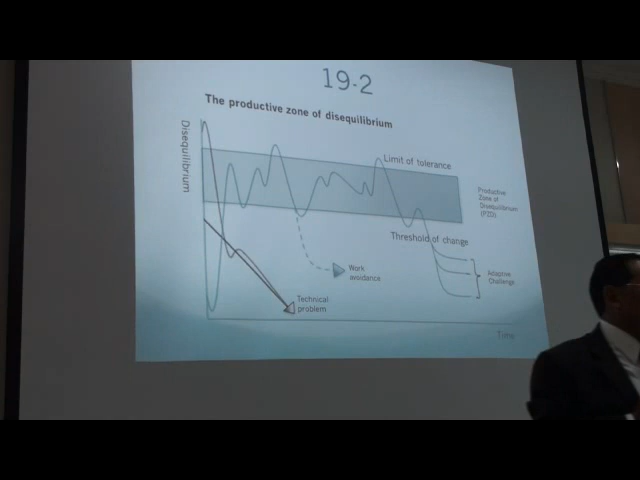 19-2
The productive zone of disequilibrium
Disequilibrium
Limit of tolerance
Productive
Zone of
Disequilibrium
(PZD)
Threshold of change
Work
avoidance
Adaptive
Challenge
Technical
problem
Time